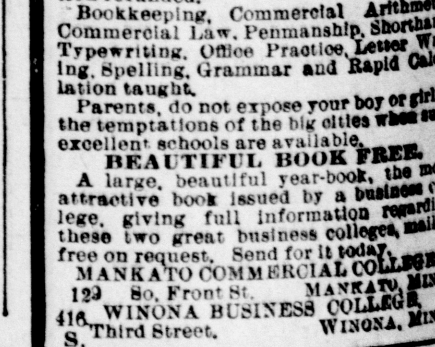 Bookkeeping, Commercial Arithmet
Commercial Law, Penmanship, Shortha
Typewriting, Office Practice, Letter W
ing, Spelling, Grammar and Rapid Cal
lation taught.
Parents, do not expose your boy or girl
the temptations of the big cities when su
excellent schools are available.
BEAUTIFUL BOOK FREE.
A large, beautiful year-book, the m
attractive book issued by a business c
lege, giving full information regardi
these two great business colleges, mail
free on request. Send for it today.
MANKATO COMMERCIAL COLLEGE
129 So. Front St. MANKATO, MIN
WINONA BUSINESS COLLEGE,
416
S. Third Street. WINONA, MIN